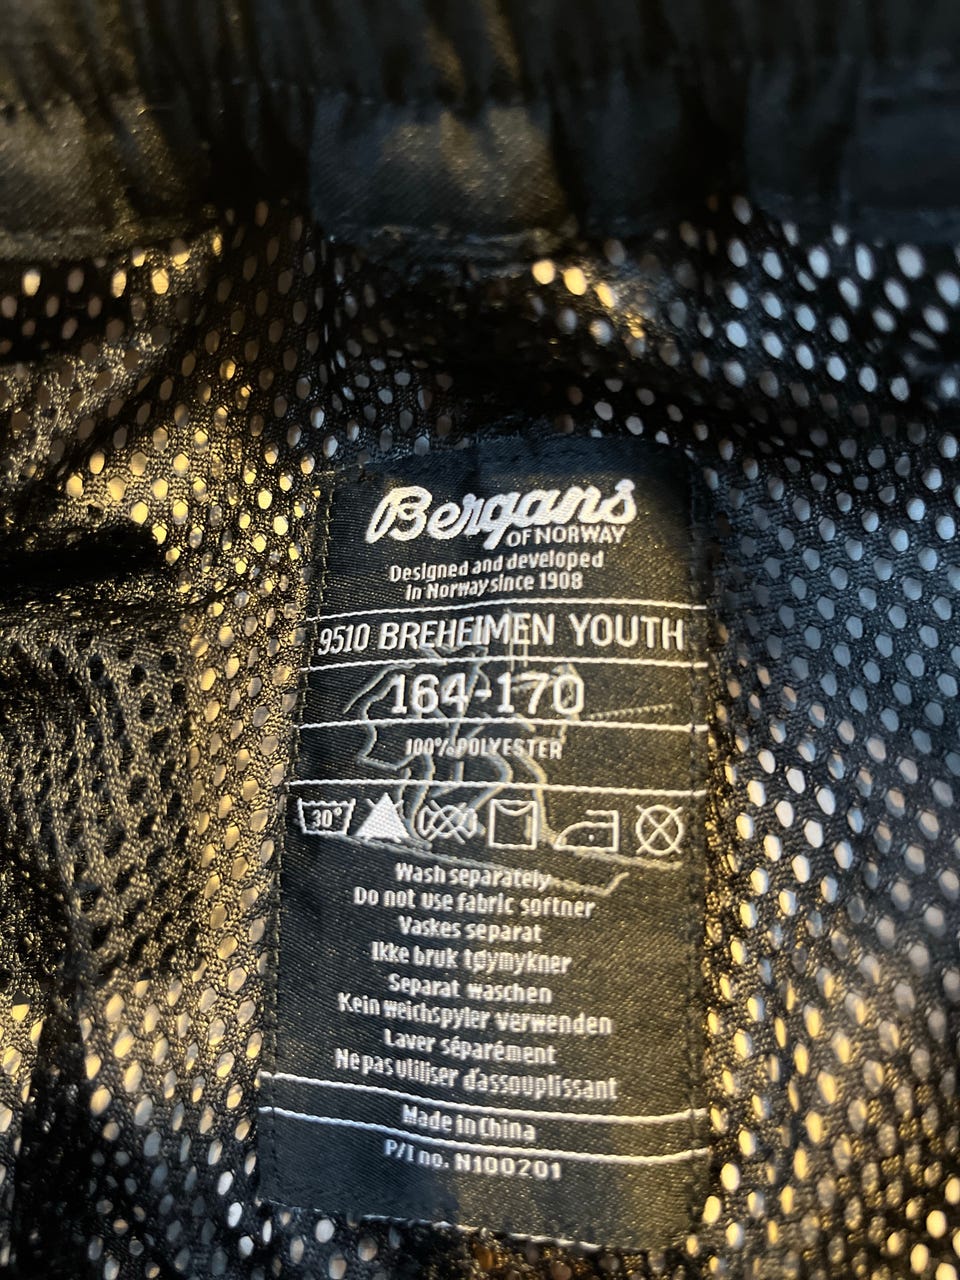 Bergans
OF NORWAY
Designed and developed
in Norway since 1908
9510 BREHEIMEN YOUTH
164-170
100% POLYESTER
30°
Wash separately
Do not use fabric softner
Vaskes separat
Ikke bruk tøymykner
Separat waschen
Kein weichspyler verwenden
Laver séparément
Ne pas utiliser d'assouplissant
Made in China
P/I no. N100201